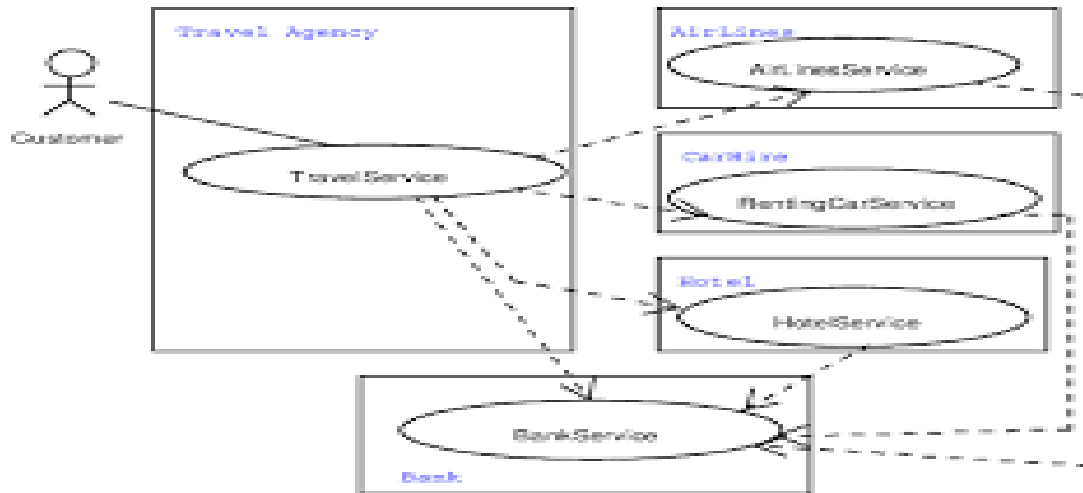 Travel Agency
Airlines
AirLinesService
Customer
CarHire
TravelService
RentingCarService
Hotel
HotelService
BankService
Bank